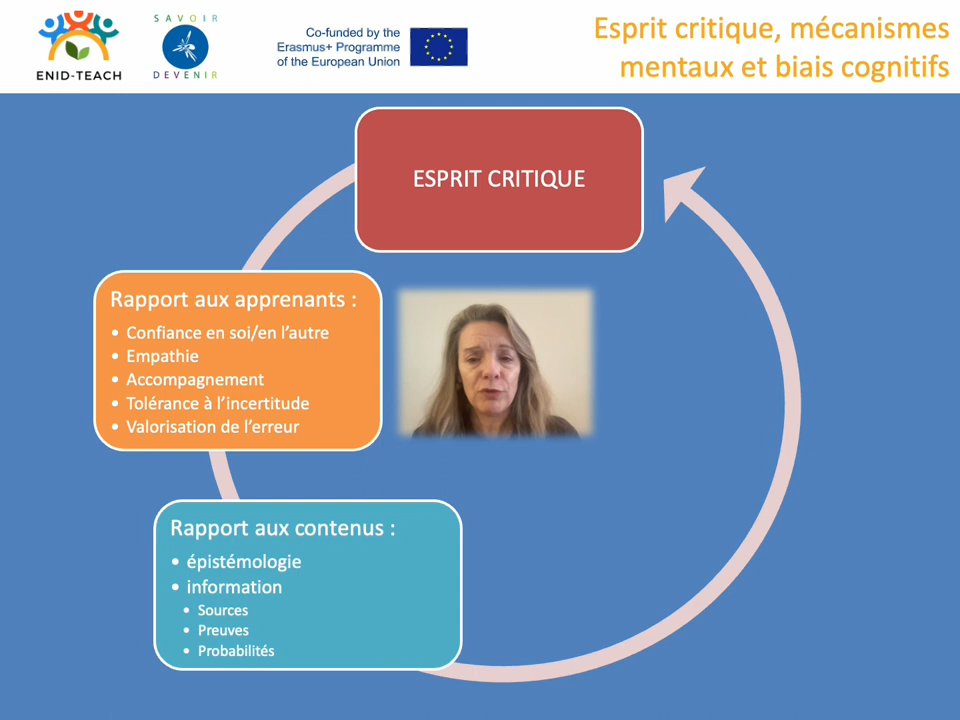 ENID-TEACH
SAVOIR
DEVENIR
Co-funded by the
Erasmus+ Programme
of the European Union
Esprit critique, mécanismes
mentaux et biais cognitifs
ESPRIT CRITIQUE
Rapport aux apprenants :
• Confiance en soi/en l'autre
• Empathie
• Accompagnement
• Tolérance à l'incertitude
• Valorisation de l'erreur
Rapport aux contenus :
• épistémologie
• information
• Sources
• Preuves
• Probabilités